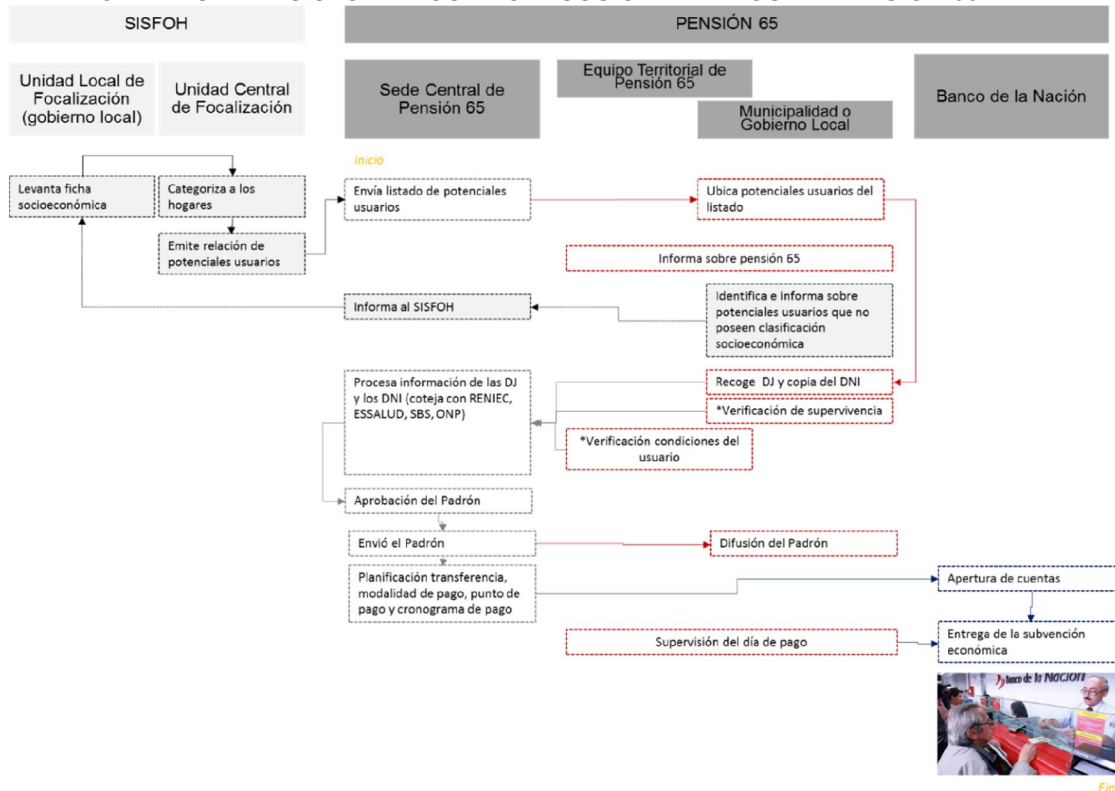 SISFOH
PENSIÓN 65
Unidad Local de
Focalización
(gobierno local)
Unidad Central
de Focalización
Sede Central de
Pensión 65
Equipo Territorial de
Pensión 65
Municipalidad o
Gobierno Local
Banco de la Nación
Inicio
Levanta ficha
socioeconómica
Categoriza a los
hogares
Envía listado de potenciales
usuarios
Ubica potenciales usuarios del
listado
Emite relación de
potenciales usuarios
Informa sobre pensión 65
Informa al SISFOH
Identifica e informa sobre
potenciales usuarios que no
poseen clasificación
socioeconómica
Procesa información de las DJ
y los DNI (coteja con RENIEC,
ESSALUD, SBS, ONP)
Recoge DJ y copia del DNI
*Verificación de supervivencia
*Verificación condiciones del
usuario
Aprobación del Padrón
Envió el Padrón
Difusión del Padrón
Planificación transferencia,
modalidad de pago, punto de
pago y cronograma de pago
Apertura de cuentas
Supervisión del día de pago
Entrega de la subvención
económica
Banco de la Nación
Fin